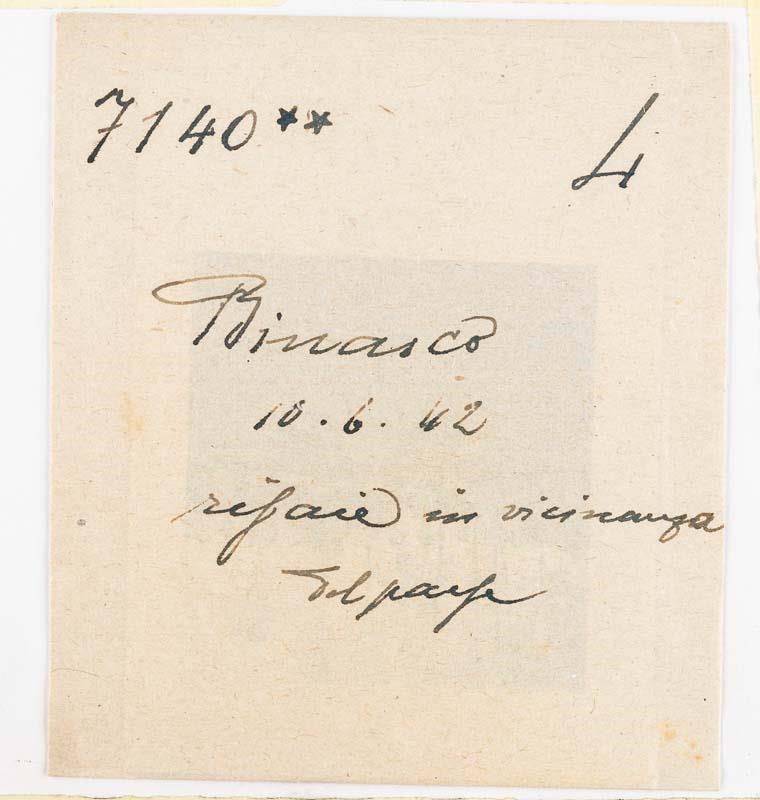 7140** 4
Binasco
10.6.42
risaie in vicinanza
del paese